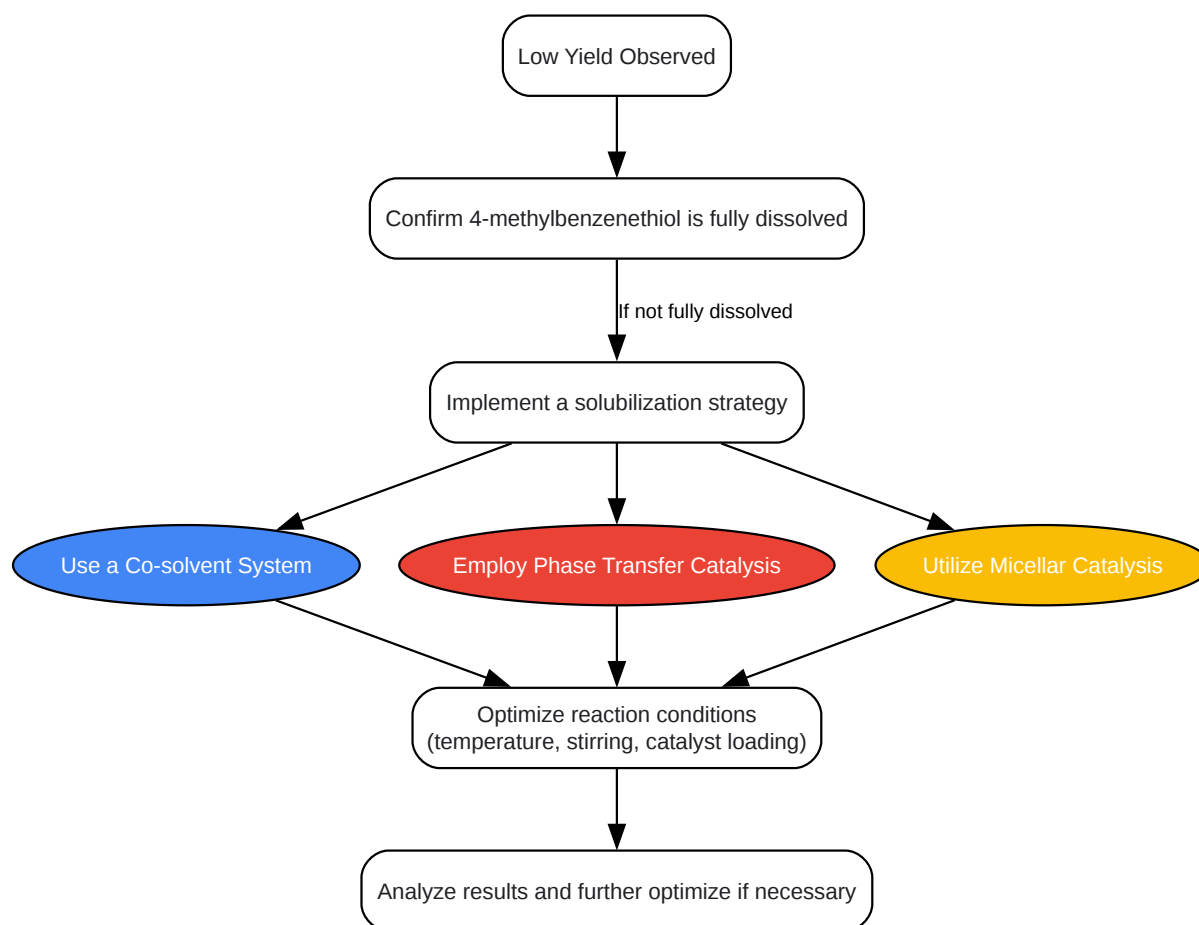 Low Yield Observed
Confirm 4-methylbenzenethiol is fully dissolved
If not fully dissolved
Implement a solubilization strategy
Use a Co-solvent System
Employ Phase Transfer Catalysis
Utilize Micellar Catalysis
Optimize reaction conditions
(temperature, stirring, catalyst loading)
Analyze results and further optimize if necessary